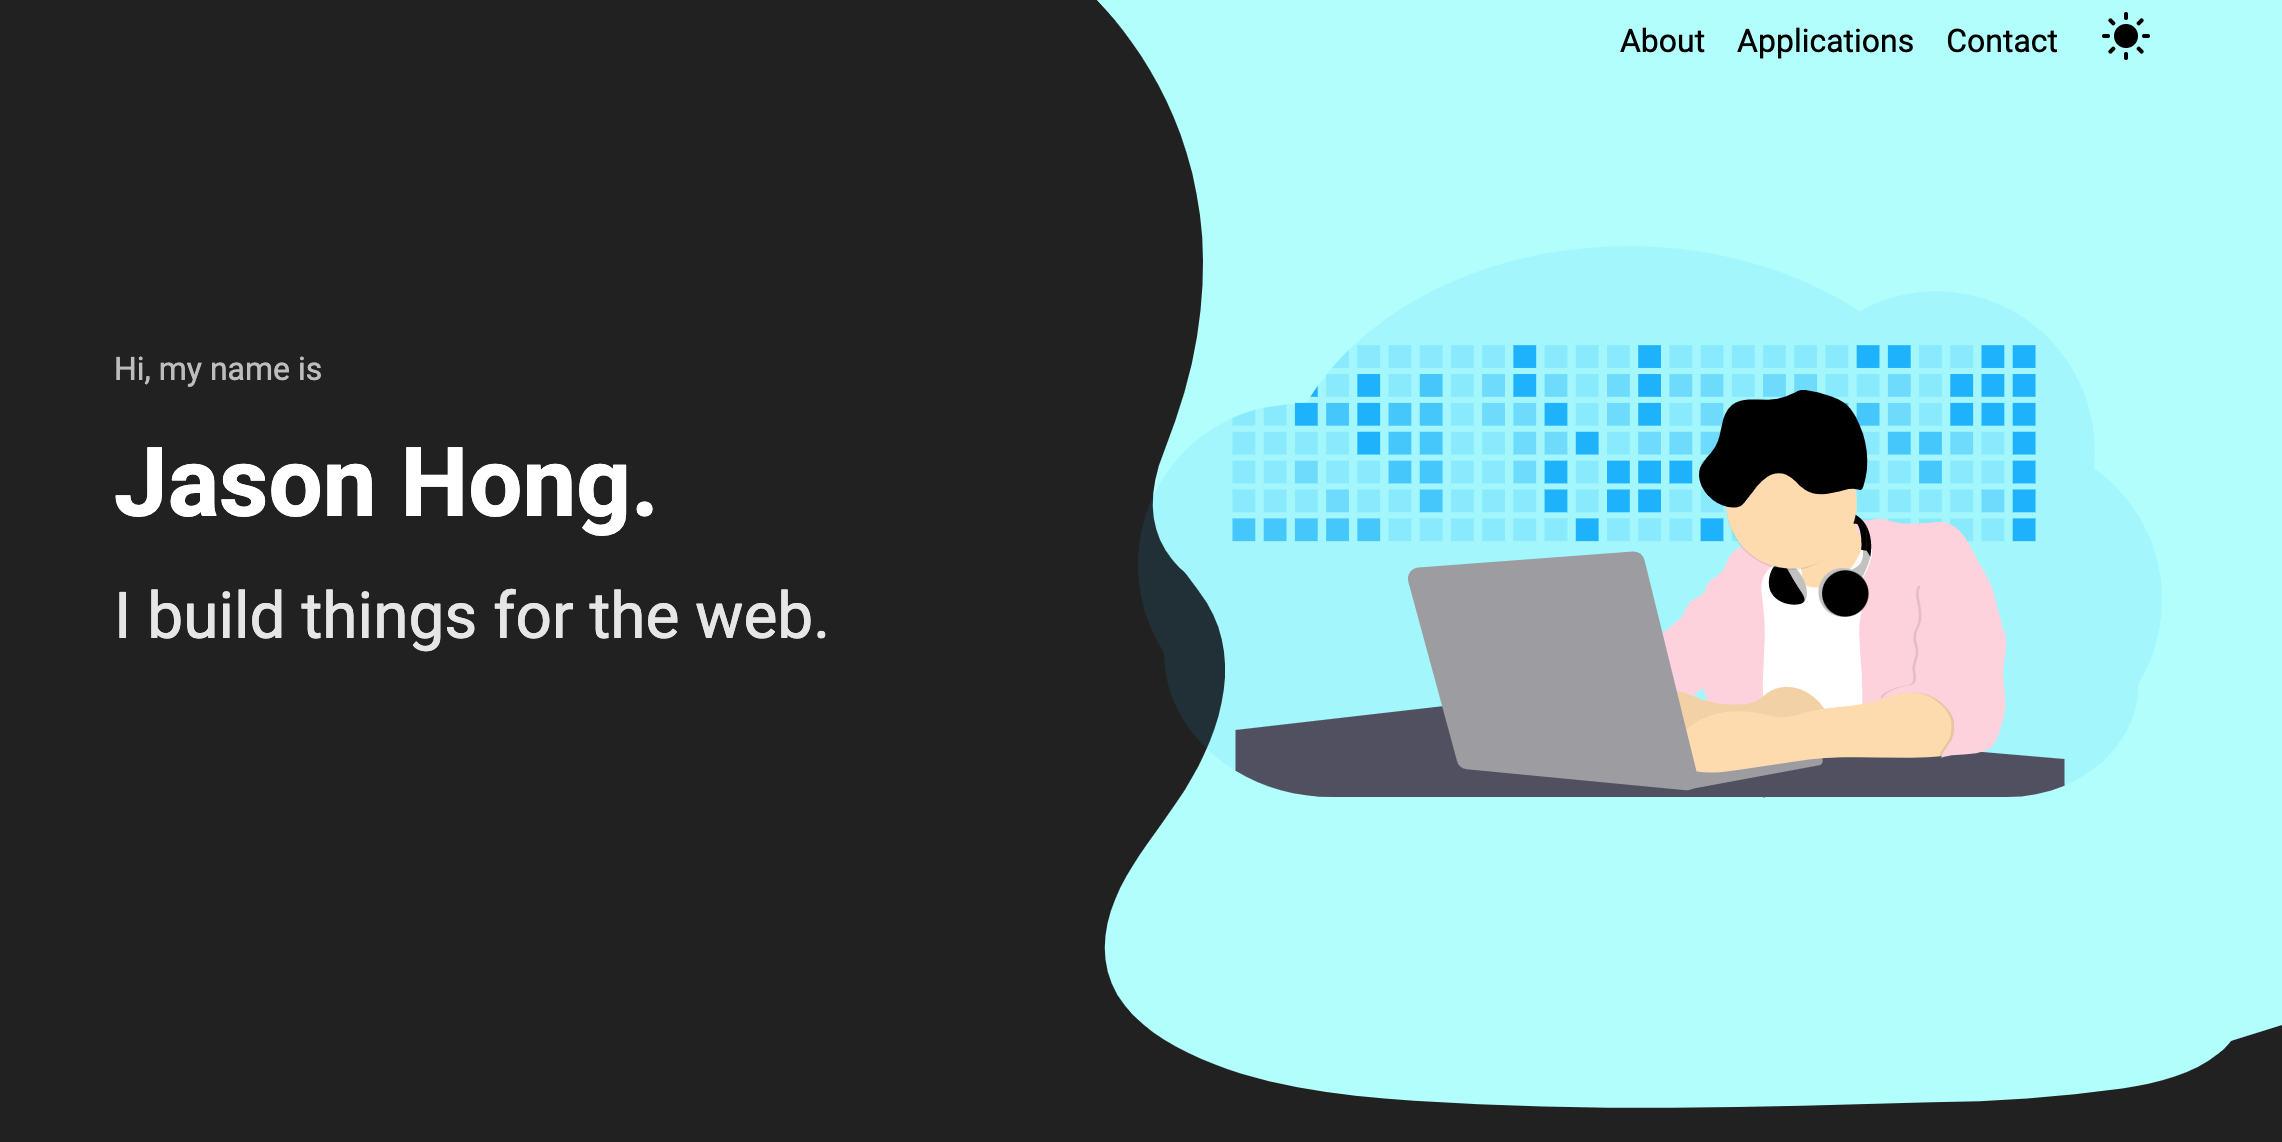 About Applications Contact
Hi, my name is
Jason Hong.
I build things for the web.